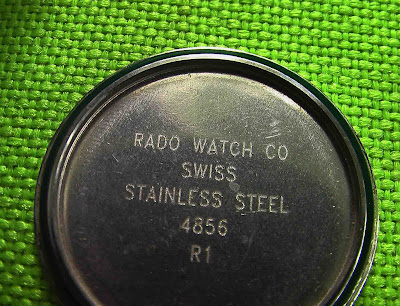 RADO WATCH CO
SWISS
STAINLESS STEEL
4856
R1